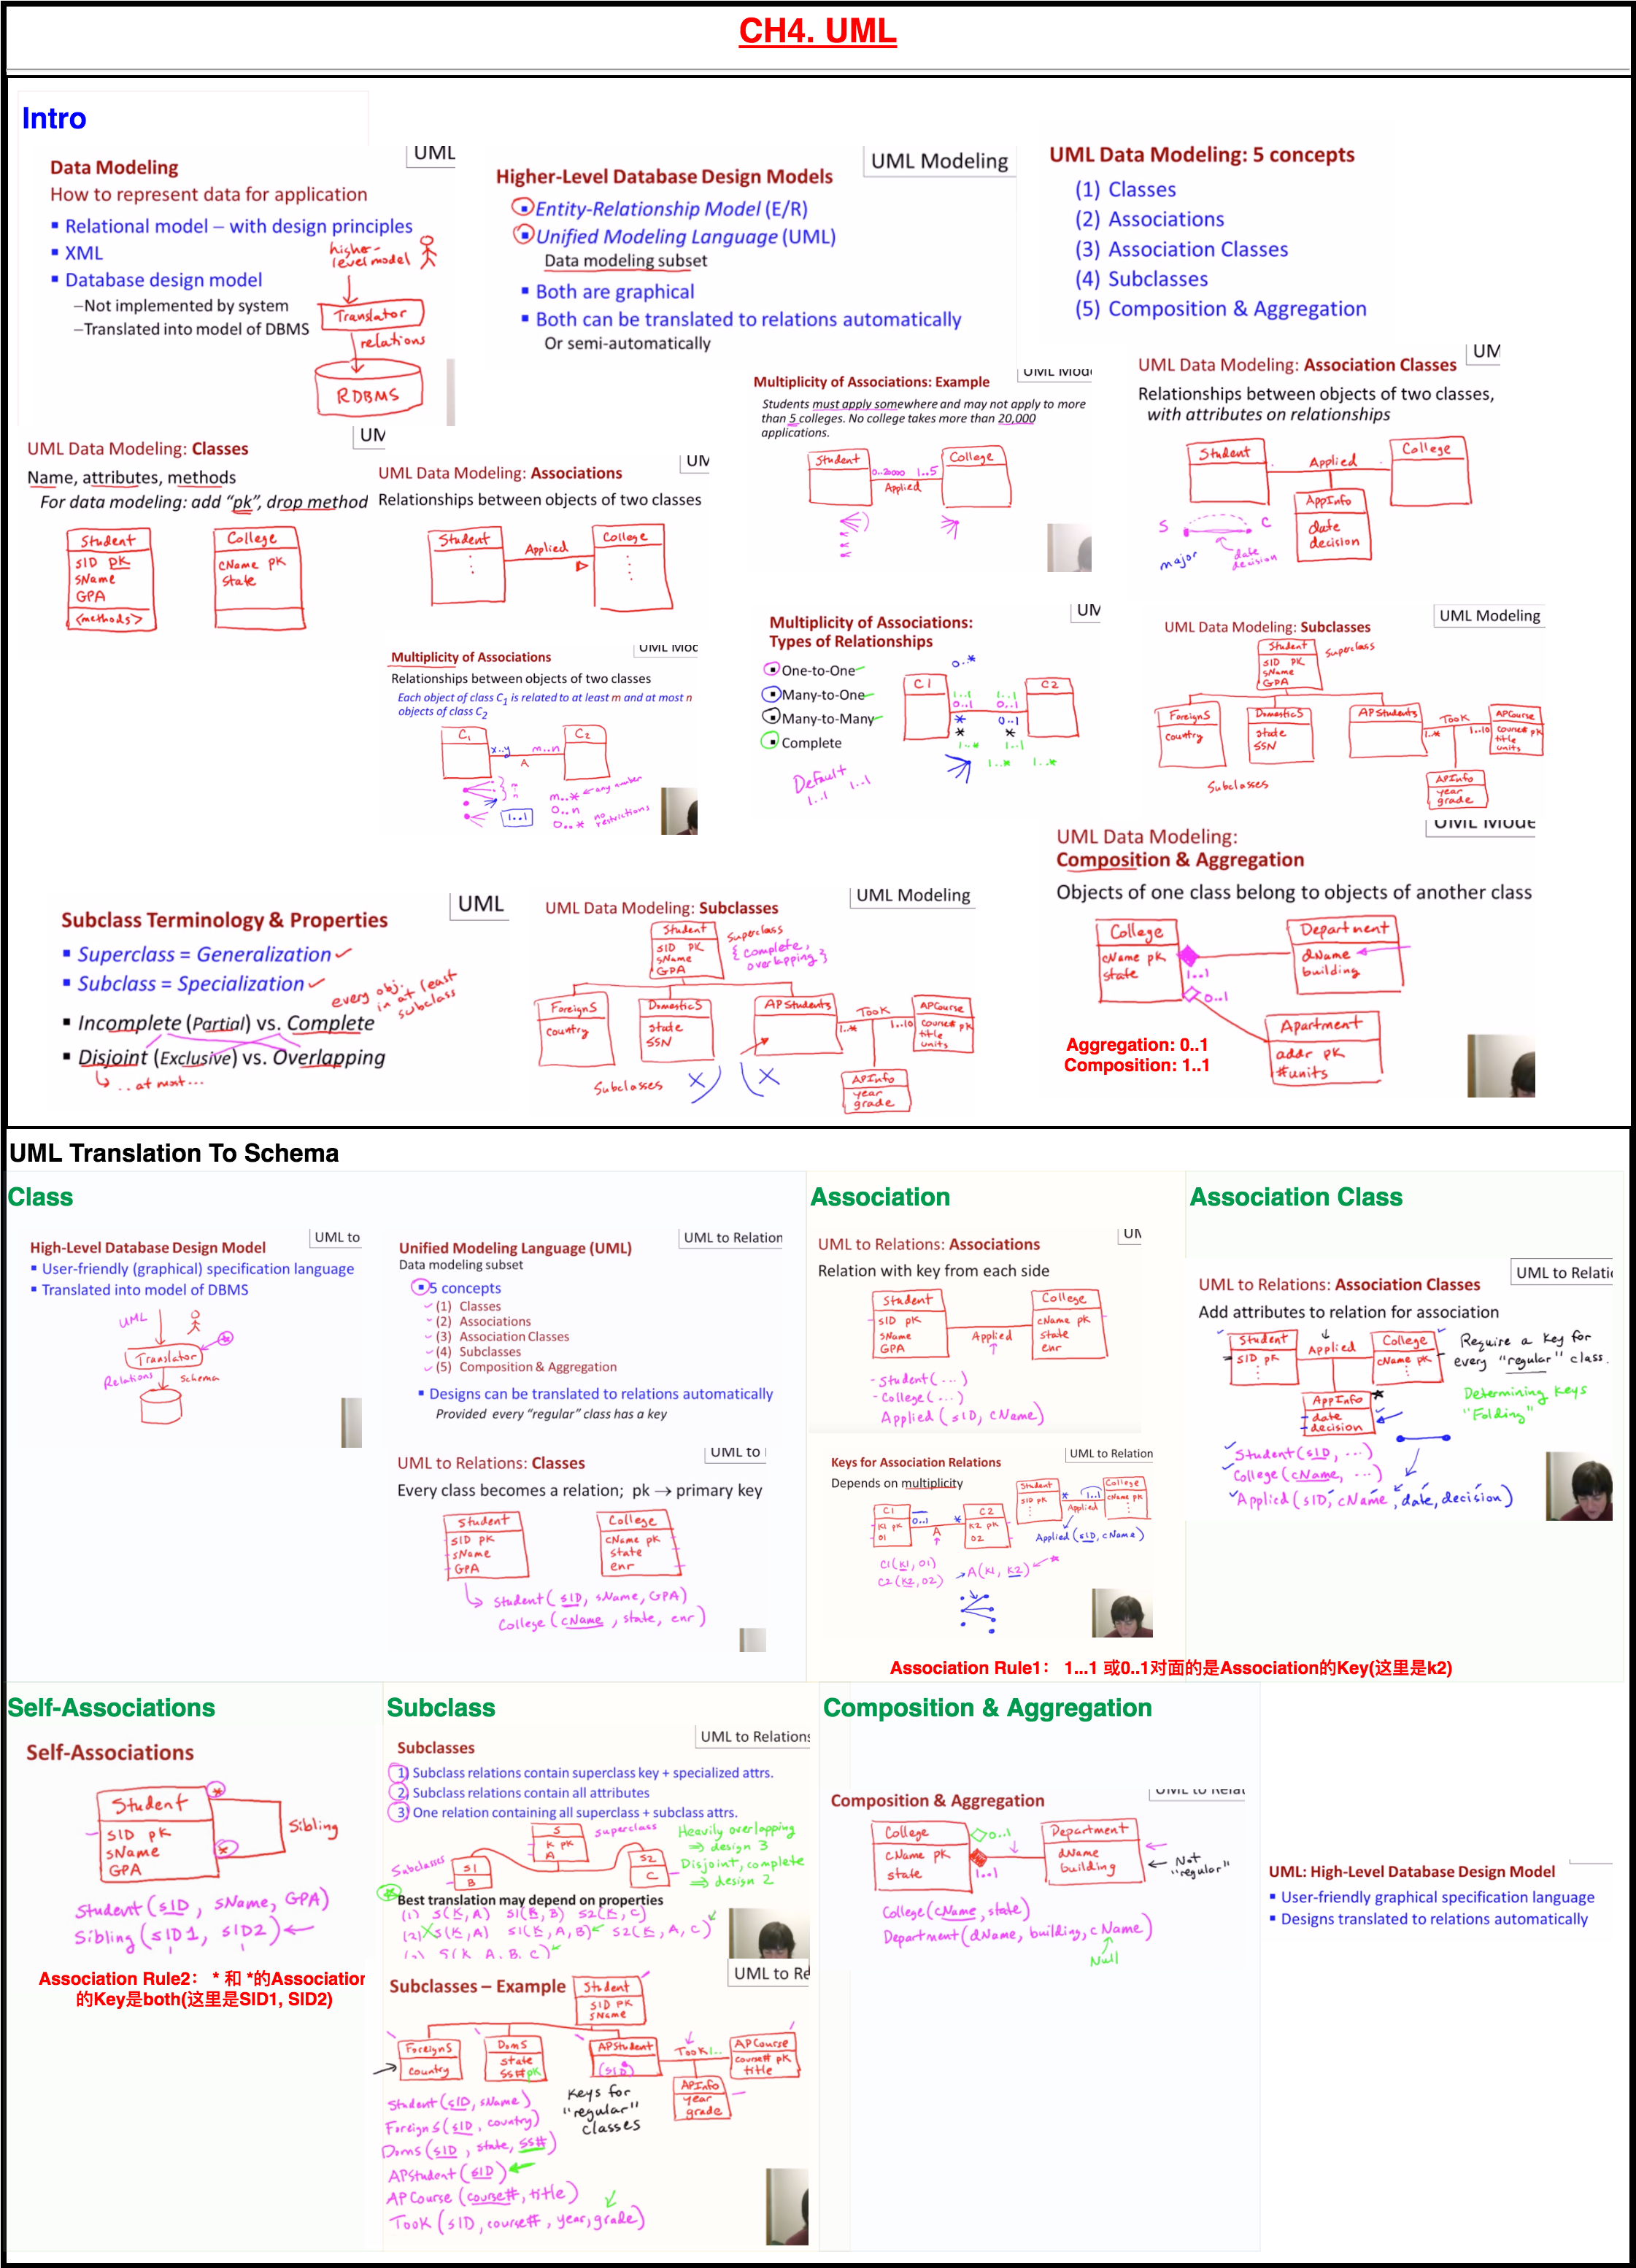 CH4. UML
Intro
UML
Data Modeling
How to represent data for application
▪ Relational model – with design principles
▪ XML
▪ Database design model
–Not implemented by system
–Translated into model of DBMS
higher-
level model
Translator
relations
RDBMS
UML Modeling
Higher-Level Database Design Models
▪ Entity-Relationship Model (E/R)
▪ Unified Modeling Language (UML)
Data modeling subset
▪ Both are graphical
▪ Both can be translated to relations automatically
Or semi-automatically
UML Data Modeling: 5 concepts
(1) Classes
(2) Associations
(3) Association Classes
(4) Subclasses
(5) Composition & Aggregation
UM
UML Data Modeling: Classes
Name, attributes, methods
For data modeling: add “pk”, drop method
Student
SID pk
sName
GPA
<methods>
College
cName pk
state
UM
UML Data Modeling: Associations
Relationships between objects of two classes
Student
Applied
College
Multiplicity of Associations: Example
Students must apply somewhere and may not apply to more
than 5 colleges. No college takes more than 20,000
applications.
Student
0..20000 1..5
Applied
College
UM
UML Data Modeling: Association Classes
Relationships between objects of two classes,
with attributes on relationships
Student
Applied
College
AppInfo
date
decision
S
C
major
date
decision
Multiplicity of Associations
Relationships between objects of two classes
Each object of class C1 is related to at least m and at most n
objects of class C2
C1
x..y
m..n
C2
A
1..1
m..* ← any number
0..n
0..* no restrictions
UM
Multiplicity of Associations:
Types of Relationships
▪ One-to-One
▪ Many-to-One
▪ Many-to-Many
▪ Complete
Default
1..1 1..1
0..*
C1
C2
1..1 1..1
0..1 0..1
* 0..1
* *
1..* 1..1
1..* 1..*
UML Modeling
UML Data Modeling: Subclasses
Student
SID PK
sName
GPA
Superclass
ForeignS
country
DomesticS
state
SSN
APStudents
Took
1..* 1..10
APCourse
course# pk
title
units
APInfo
year
grade
Subclasses
UML
Subclass Terminology & Properties
▪ Superclass = Generalization
▪ Subclass = Specialization
every obj.
in at least
subclass
▪ Incomplete (Partial) vs. Complete
▪ Disjoint (Exclusive) vs. Overlapping
..at most...
UML Modeling
UML Data Modeling: Subclasses
Student
SID PK
sName
GPA
Superclass
{complete,
overlapping}
ForeignS
country
DomesticS
state
SSN
APStudents
Took
1..* 1..10
APCourse
course# pk
title
units
APInfo
year
grade
Subclasses
UML Data Modeling:
Composition & Aggregation
Objects of one class belong to objects of another class
College
cName pk
state
1..1
0..1
Department
dName
building
Apartment
addr pk
#units
Aggregation: 0..1
Composition: 1..1
UML Translation To Schema
Class
UML to
High-Level Database Design Model
▪ User-friendly (graphical) specification language
▪ Translated into model of DBMS
UML
Translator
Relations
Schema
UML to Relation
Unified Modeling Language (UML)
Data modeling subset
▪ 5 concepts
(1) Classes
(2) Associations
(3) Association Classes
(4) Subclasses
(5) Composition & Aggregation
▪ Designs can be translated to relations automatically
Provided every “regular” class has a key
UML to
UML to Relations: Classes
Every class becomes a relation; pk → primary key
Student
SID pk
sName
GPA
College
cName pk
state
enr
Student(SID, sName, GPA)
College(cName, state, enr)
Association
UML to Relations: Associations
Relation with key from each side
Student
SID pk
sName
GPA
Applied
College
cName pk
state
enr
- Student(...)
- College(...)
Applied(SID, cName)
UML to Relation
Keys for Association Relations
Depends on multiplicity
C1
K1 pk
O1
0..1
A
*
C2
K2 pk
O2
Student
SID pk
* 1..1
Applied
College
cName pk
Applied(SID, cName)
C1(K1, O1)
C2(K2, O2)
→A(K1, K2)
Association Rule1： 1...1 或0..1对面的是Association的Key(这里是k2)
Association Class
UML to Relati
UML to Relations: Association Classes
Add attributes to relation for association
Student
SID pk
Applied
College
cName pk
AppInfo
date
decision
Require a key for
every "regular" class.
Determining keys
"Folding"
Student(SID, ...)
College(cName, ...)
Applied(SID, cName, date, decision)
Self-Associations
Self-Associations
Student
SID pk
sName
GPA
*
*
Sibling
Student(SID, sName, GPA)
Sibling(SID1, SID2)
Association Rule2： * 和 *的Association
的Key是both(这里是SID1, SID2)
Subclass
UML to Relations
Subclasses
1) Subclass relations contain superclass key + specialized attrs.
2) Subclass relations contain all attributes
3) One relation containing all superclass + subclass attrs.
S
K PK
A
superclass
Subclasses
S1
B
S2
C
Heavily overlapping
⇒ design 3
Disjoint, complete
⇒ design 2
Best translation may depend on properties
(1) S(K, A) S1(K, B) S2(K, C)
(2) S(K, A) S1(K, A, B) S2(K, A, C)
S(K A, B, C)
UML to Re
Subclasses – Example
Student
SID PK
sName
ForeignS
country
DomS
state
SS# pk
APStudent
(SID)
Took
1..
APCourse
course# pk
title
APInfo
year
grade
Keys for
"regular"
classes
Student(SID, sName)
ForeignS(SID, country)
Doms(SID, state, SS#)
APStudent(SID)
APCourse(course#, title)
Took(SID, course#, year, grade)
Composition & Aggregation
Composition & Aggregation
College
cName pk
state
0..1
1..1
Department
dName
building
← Not
"regular"
College(cName, state)
Department(dName, building, cName)
Null
UML: High-Level Database Design Model
▪ User-friendly graphical specification language
▪ Designs translated to relations automatically